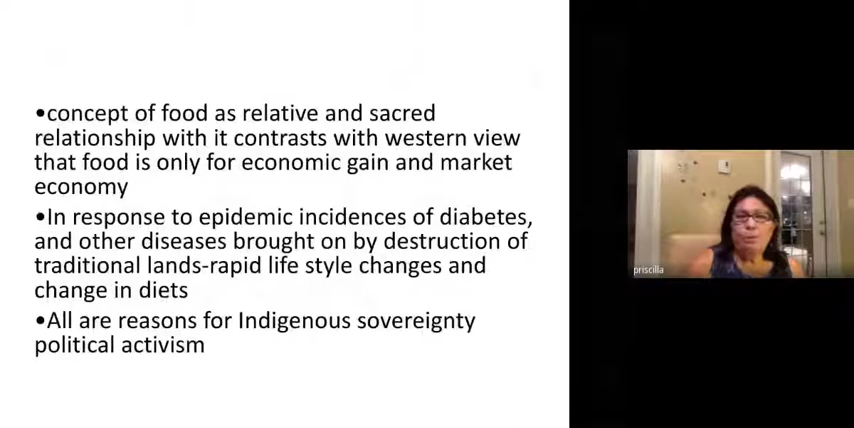 •concept of food as relative and sacred
relationship with it contrasts with western view
that food is only for economic gain and market
economy
•In response to epidemic incidences of diabetes,
and other diseases brought on by destruction of
traditional lands-rapid life style changes and
change in diets
•All are reasons for Indigenous sovereignty
political activism
priscilla